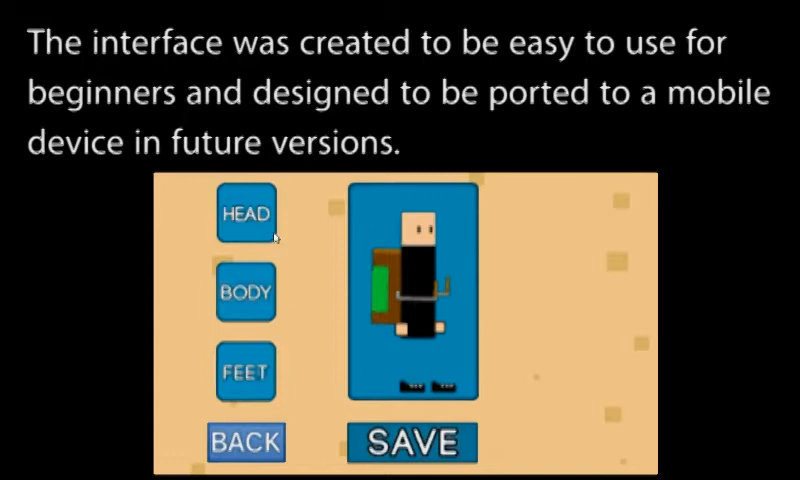 The interface was created to be easy to use for
beginners and designed to be ported to a mobile
device in future versions.
HEAD
BODY
FEET
BACK
SAVE